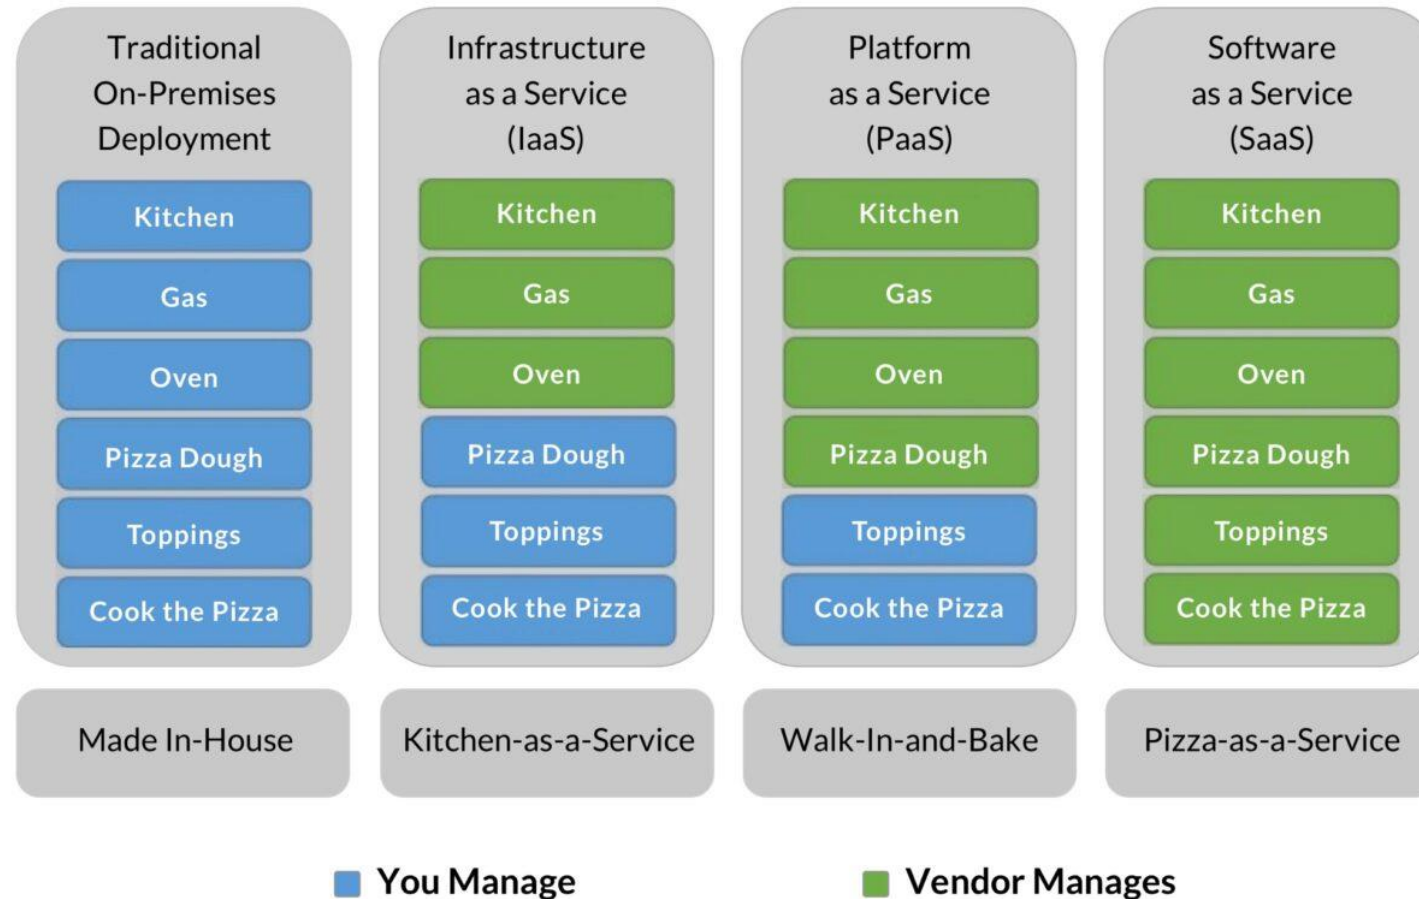 Traditional
On-Premises
Deployment
Kitchen
Gas
Oven
Pizza Dough
Toppings
Cook the Pizza
Made In-House
Infrastructure
as a Service
(IaaS)
Kitchen
Gas
Oven
Pizza Dough
Toppings
Cook the Pizza
Kitchen-as-a-Service
Platform
as a Service
(PaaS)
Kitchen
Gas
Oven
Pizza Dough
Toppings
Cook the Pizza
Walk-In-and-Bake
Software
as a Service
(SaaS)
Kitchen
Gas
Oven
Pizza Dough
Toppings
Cook the Pizza
Pizza-as-a-Service
You Manage
Vendor Manages